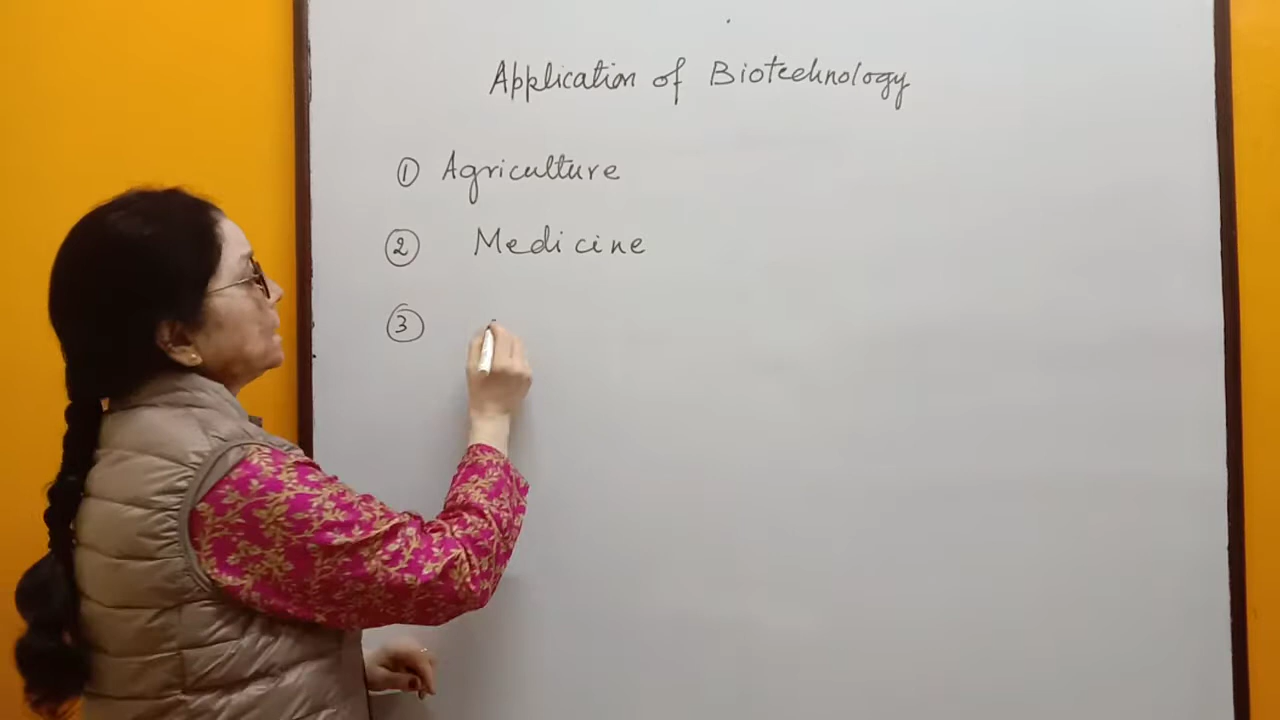 Application of Biotechnology
① Agriculture
② Medicine
③